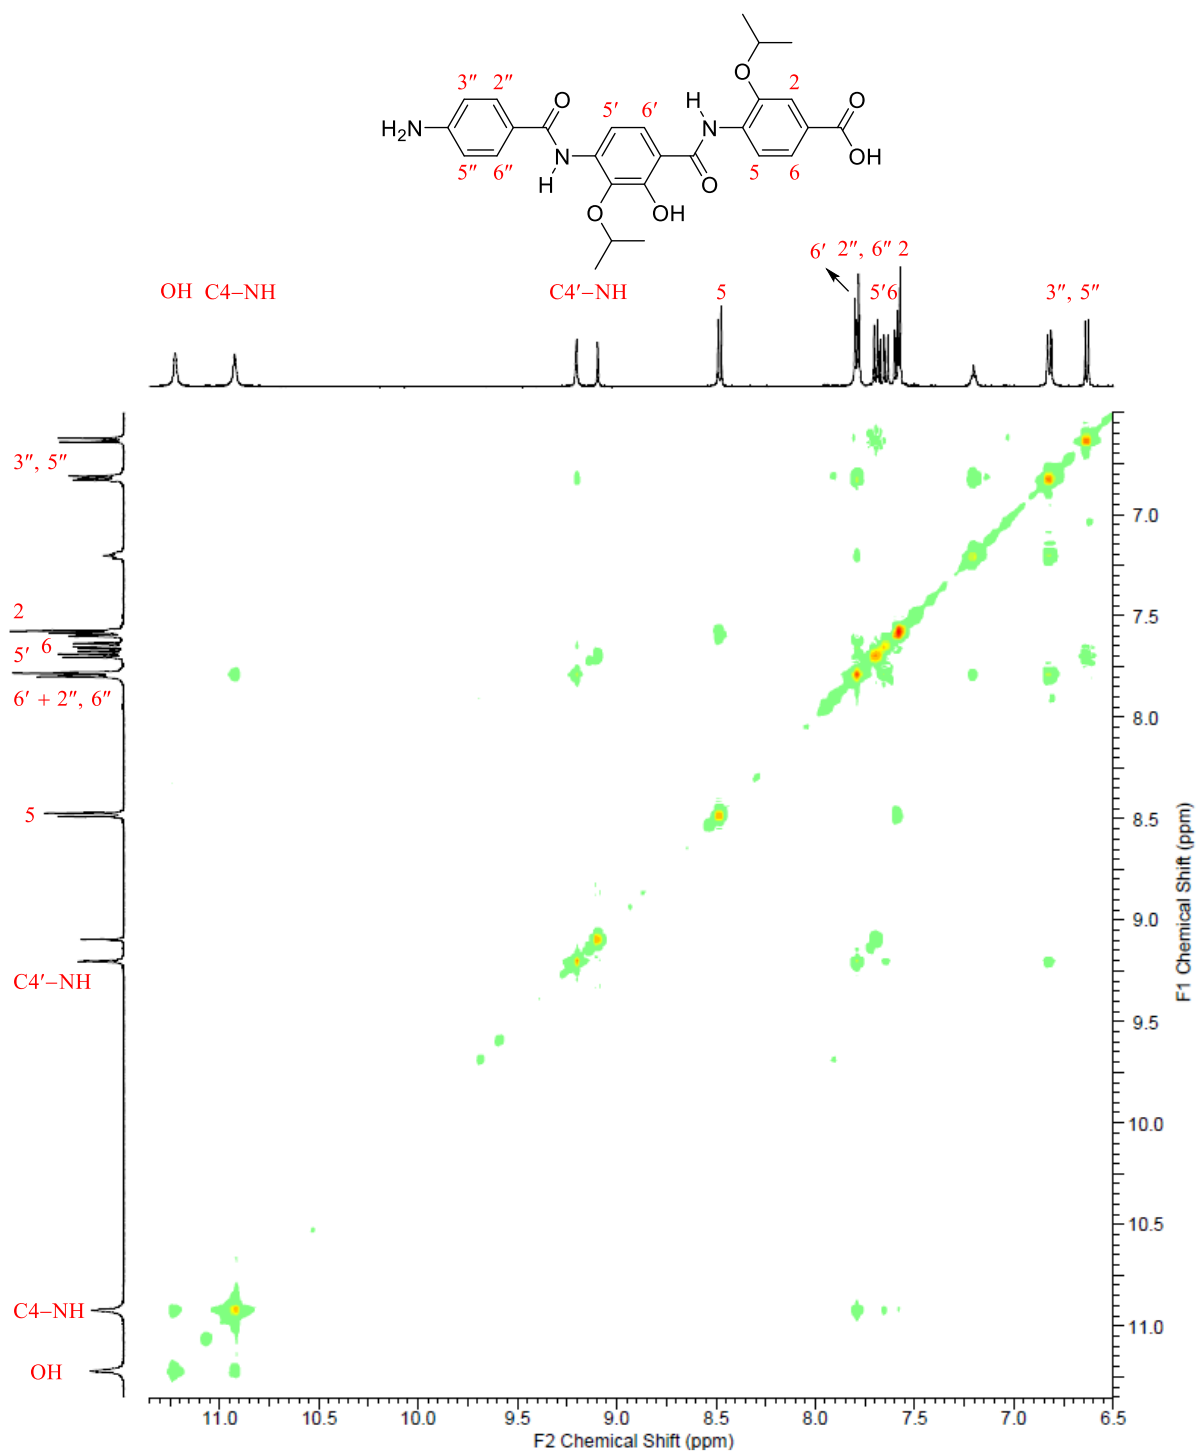 O
3″ 2″ 5′ 6′ H O 2 O
H₂N O N OH
5″ 6″ N H O OH O 5 6
6′ 2″, 6″ 2
OH C4–NH C4′–NH 5 5′ 6 3″, 5″
3″, 5″
7.0
7.5
2
6
5′
6′ + 2″, 6″
8.0
5
8.5
F1 Chemical Shift (ppm)
9.0
C4′–NH
9.5
10.0
10.5
C4–NH
11.0
OH
11.0 10.5 10.0 9.5 9.0 8.5 8.0 7.5 7.0 6.5
F2 Chemical Shift (ppm)